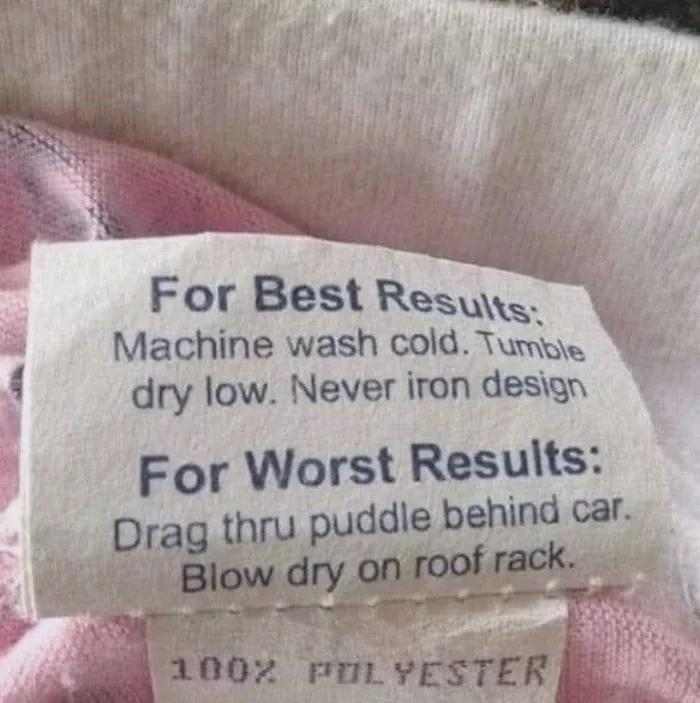 For Best Results:
Machine wash cold. Tumble
dry low. Never iron design
For Worst Results:
Drag thru puddle behind car.
Blow dry on roof rack.
100% POLYESTER